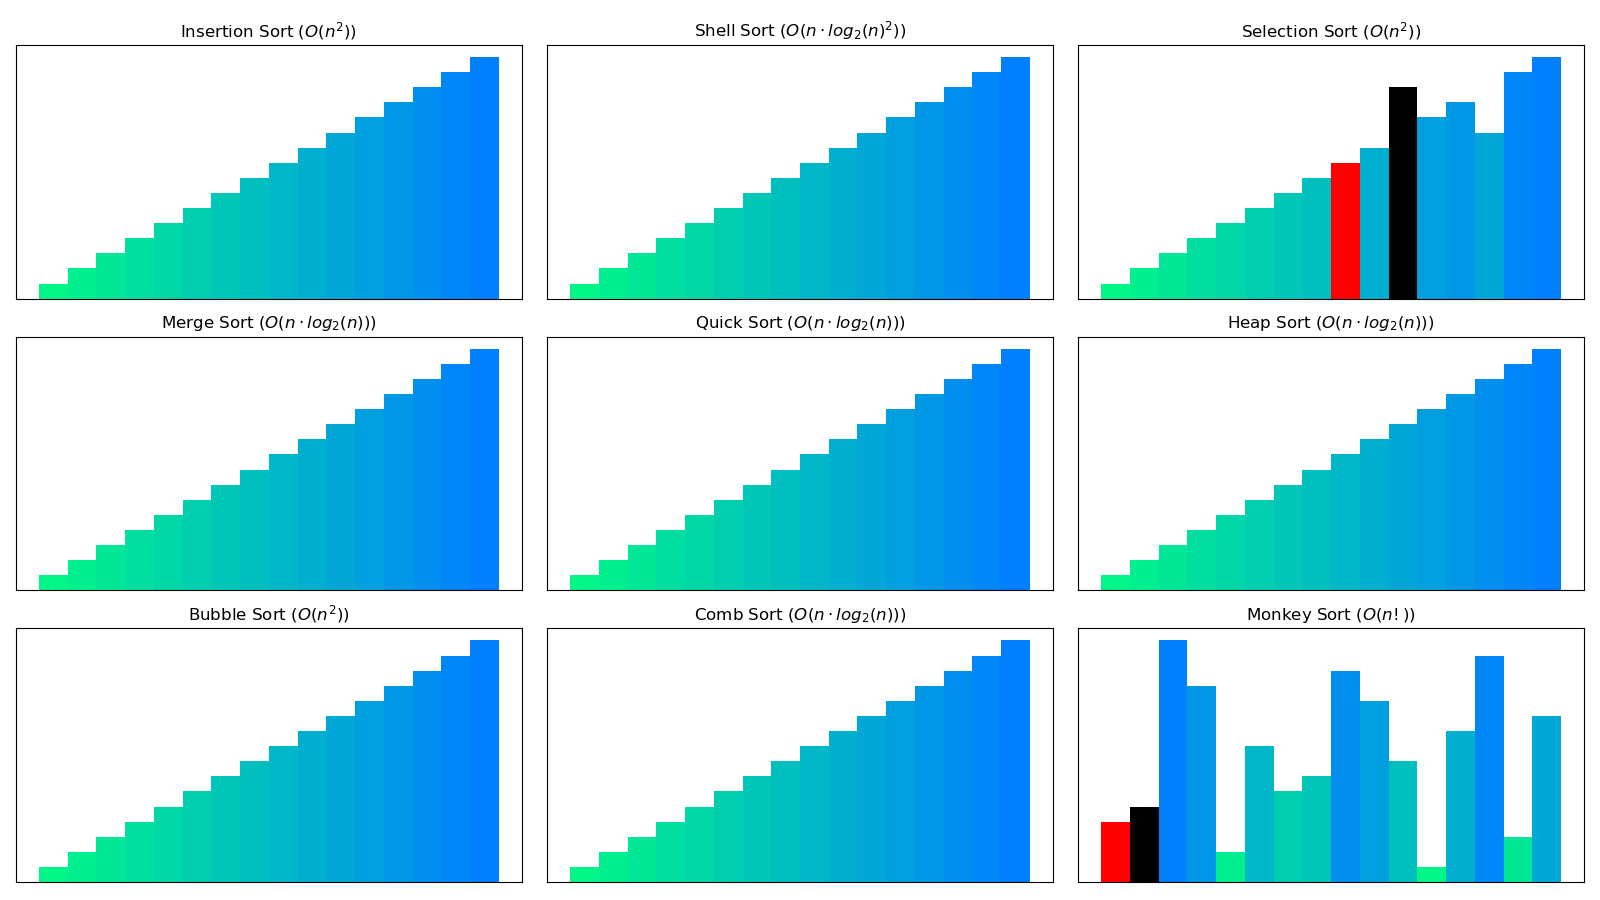 Insertion Sort (O(n²))
Shell Sort (O(n · log₂(n)²))
Selection Sort (O(n²))
Merge Sort (O(n · log₂(n)))
Quick Sort (O(n · log₂(n)))
Heap Sort (O(n · log₂(n)))
Bubble Sort (O(n²))
Comb Sort (O(n · log₂(n)))
Monkey Sort (O(n!))